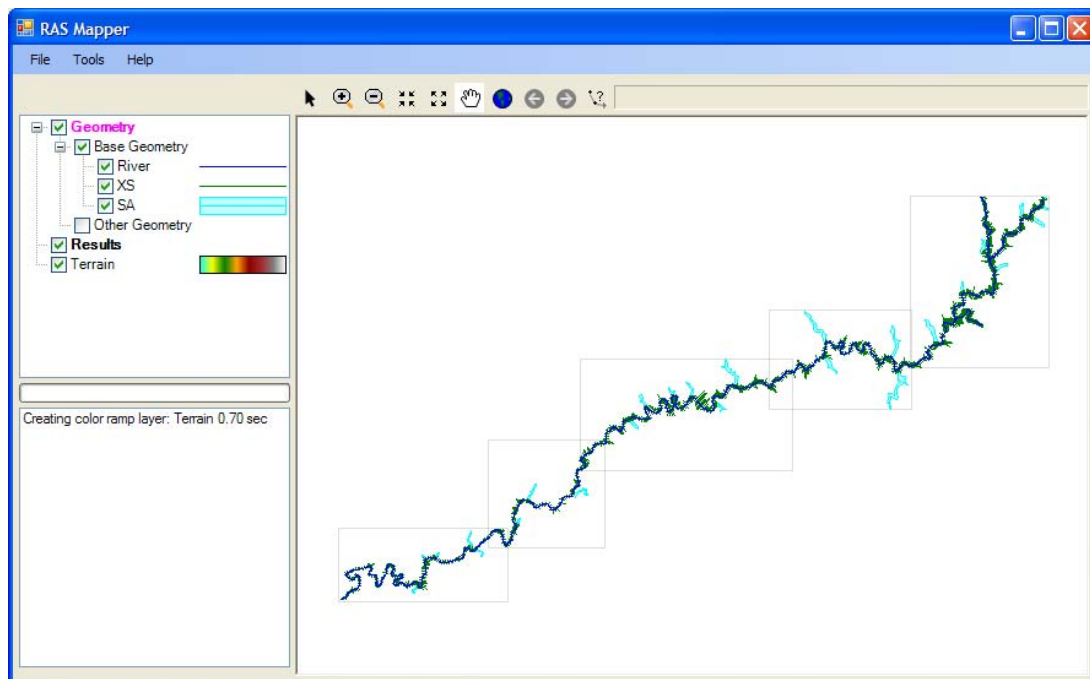 RAS Mapper
File Tools Help
Geometry
Base Geometry
River
XS
SA
Other Geometry
Results
Terrain
Creating color ramp layer: Terrain 0.70 sec